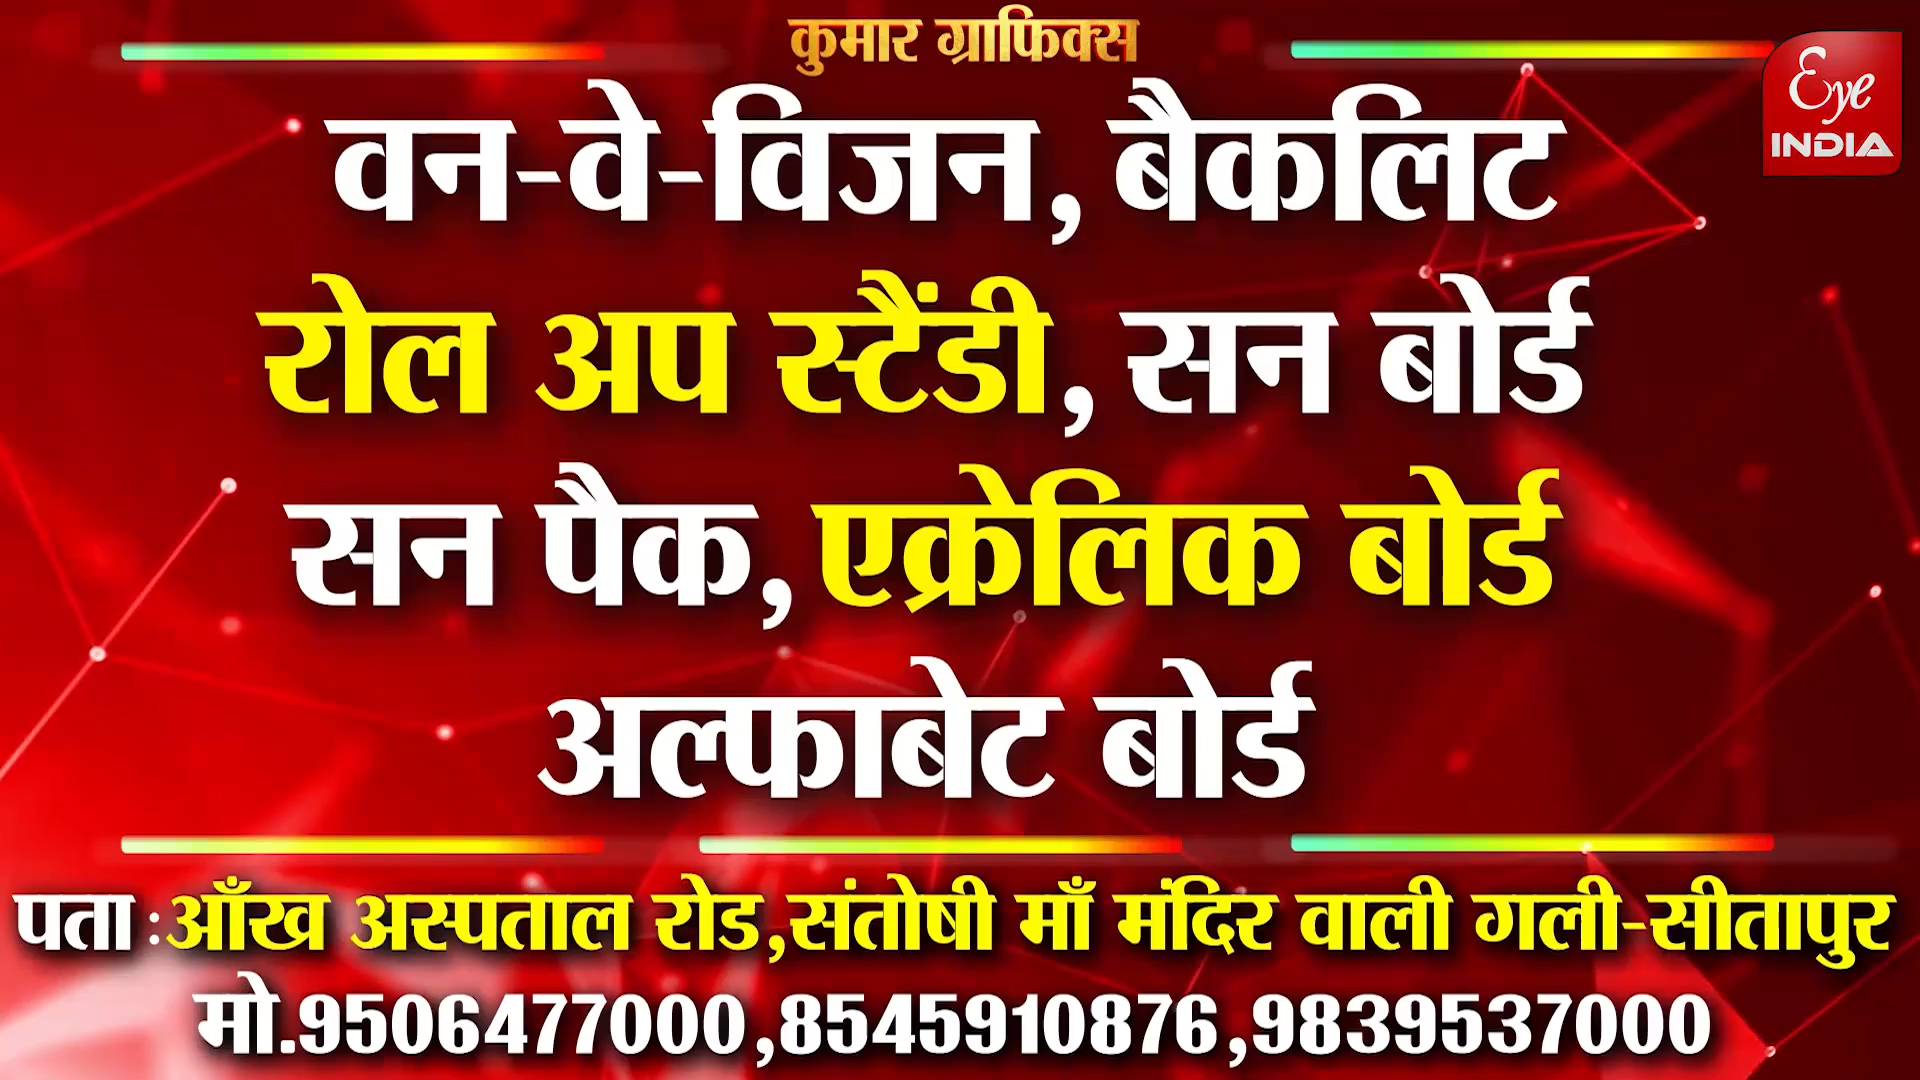 कुमार ग्राफिक्स
Eye
INDIA
वन-वे-विजन, बैकलिट
रोल अप स्टैंडी, सन बोर्ड
सन पैक, एक्रेलिक बोर्ड
अल्फाबेट बोर्ड
पता :आँख अस्पताल रोड,संतोषी माँ मंदिर वाली गली-सीतापुर
मो.9506477000,8545910876,9839537000